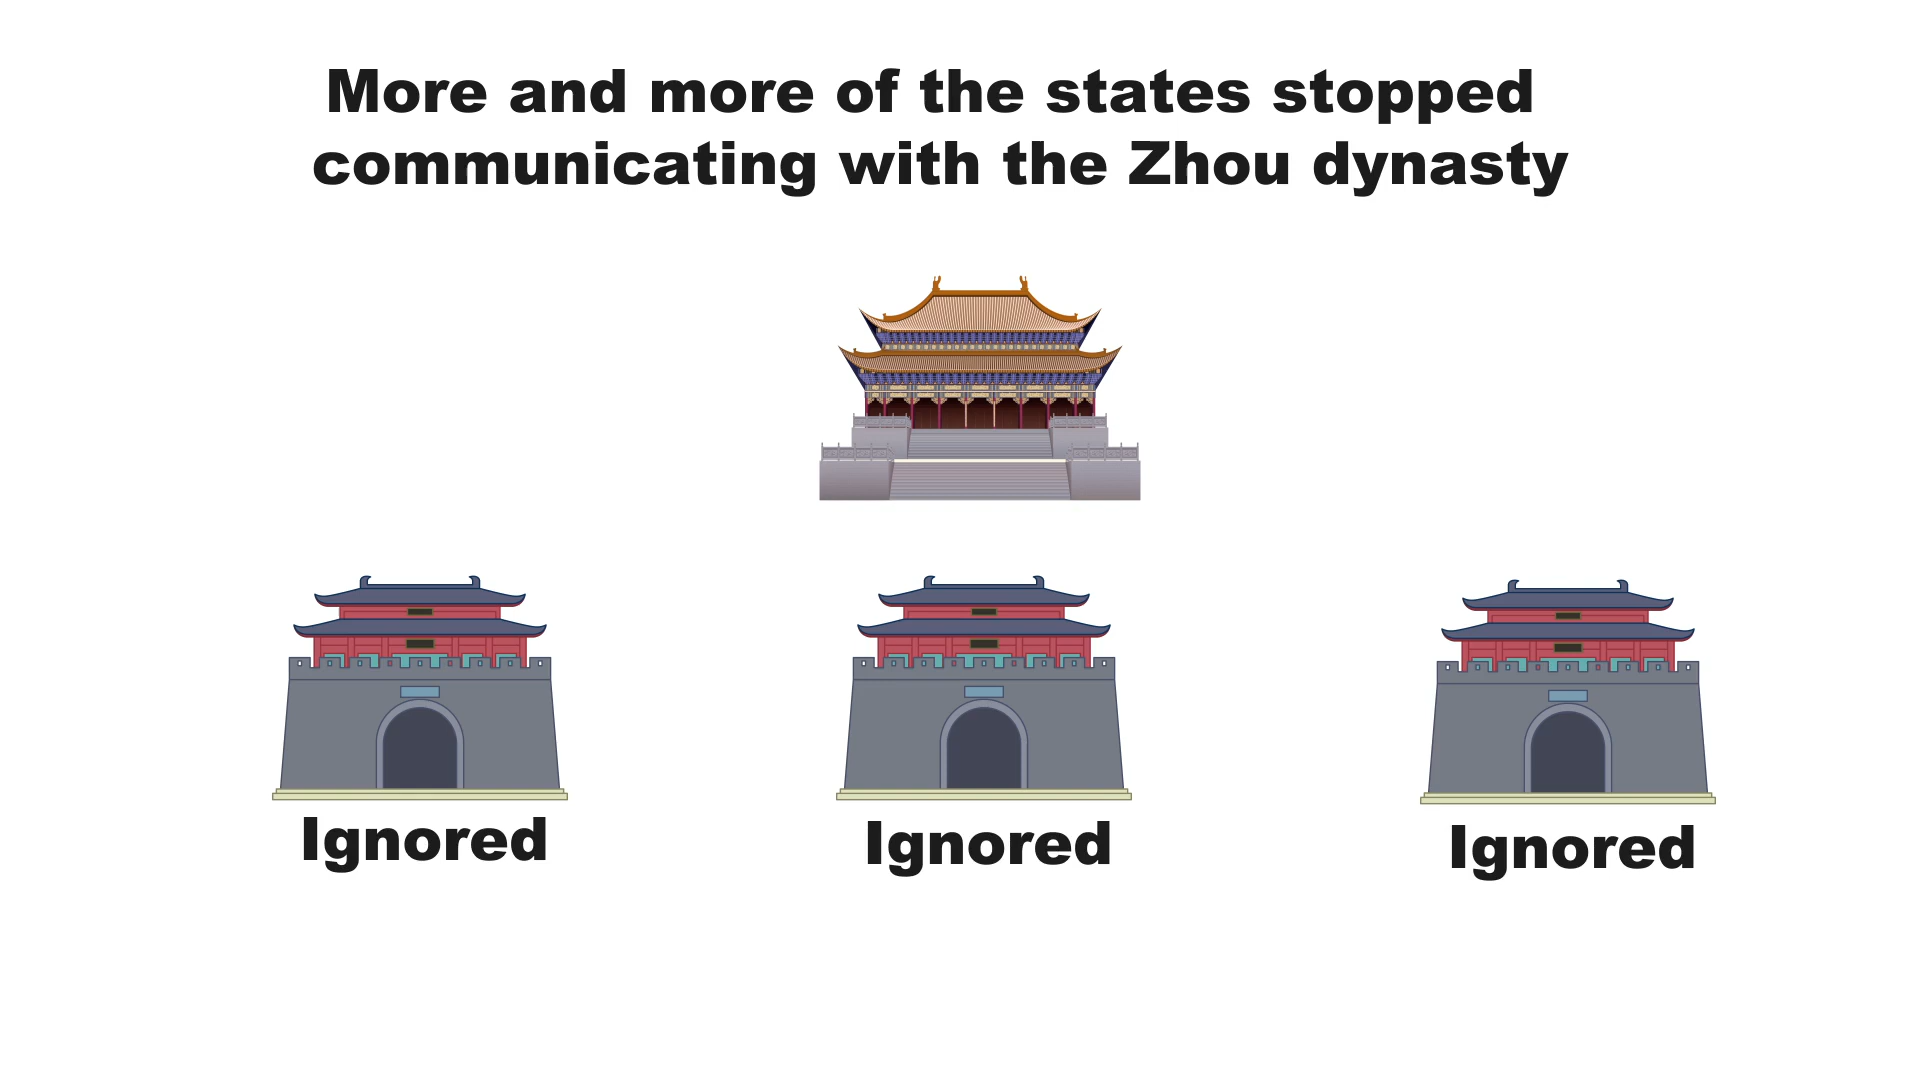 More and more of the states stopped
communicating with the Zhou dynasty
Ignored
Ignored
Ignored